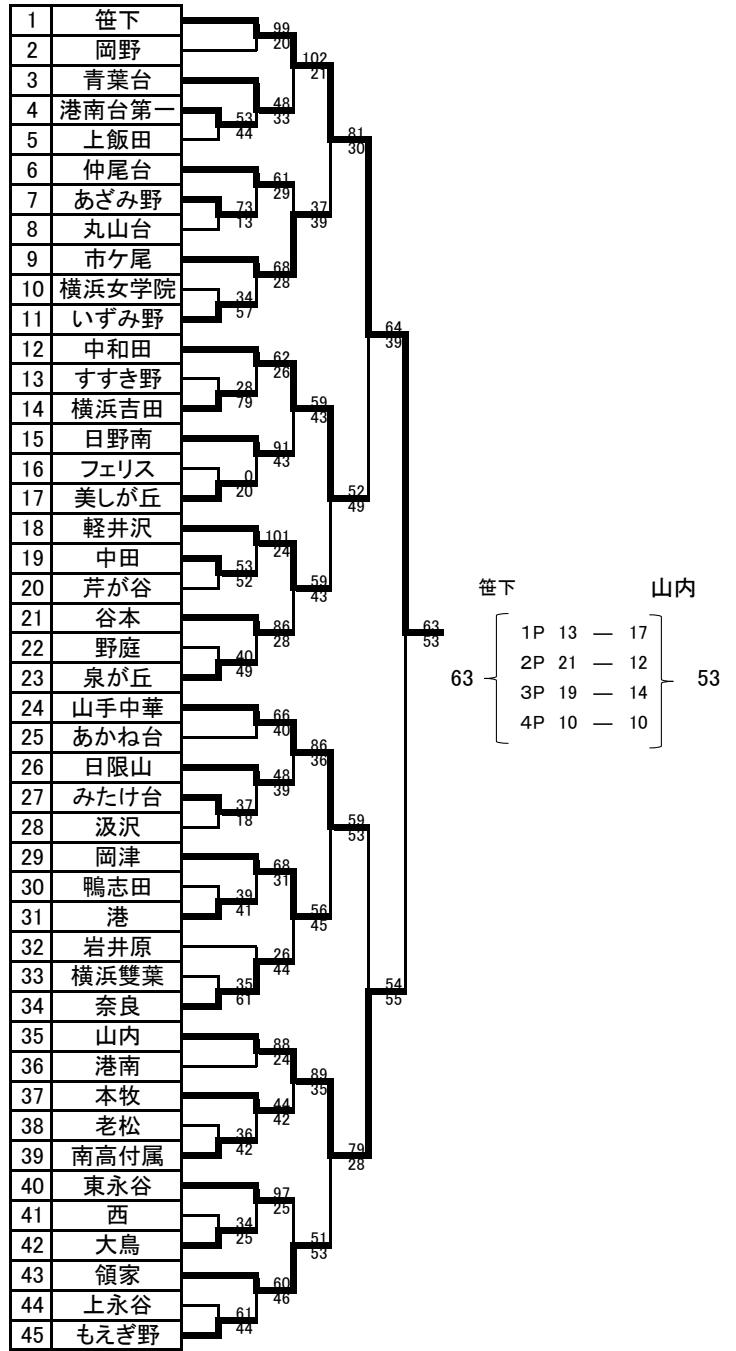 1 笹下
99
2 岡野
20
102
21
3 青葉台
48
4 港南台第一
33
53
44
5 上飯田
81
30
6 仲尾台
61
29
7 あざみ野
73
13
8 丸山台
37
39
9 市ケ尾
68
28
10 横浜女学院
34
57
11 いずみ野
64
39
12 中和田
62
26
13 すすき野
28
79
14 横浜吉田
59
43
15 日野南
91
43
16 フェリス
0
20
17 美しが丘
52
49
18 軽井沢
101
24
19 中田
53
52
20 芹が谷
59
43
21 谷本
86
28
22 野庭
40
49
23 泉が丘
63
53
24 山手中華
66
40
25 あかね台
86
36
26 日限山
48
39
27 みたけ台
37
18
28 汲沢
59
53
29 岡津
68
31
30 鴨志田
39
41
31 港
56
45
32 岩井原
26
44
33 横浜雙葉
35
61
34 奈良
54
55
35 山内
88
24
36 港南
89
35
37 本牧
44
42
38 老松
36
42
39 南高付属
79
28
40 東永谷
97
25
41 西
34
25
42 大鳥
51
53
43 領家
60
46
44 上永谷
61
44
45 もえぎ野
笹下 山内
1P 13 — 17
2P 21 — 12
63 53
3P 19 — 14
4P 10 — 10